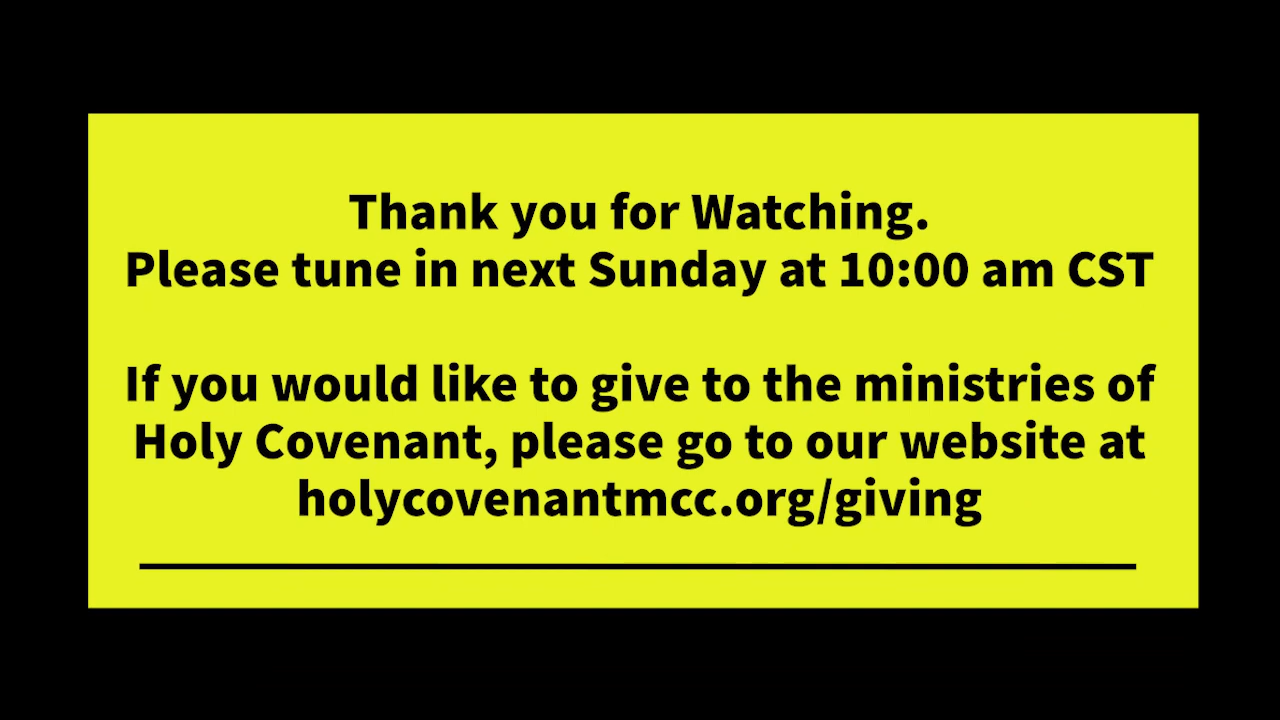 Thank you for Watching.
Please tune in next Sunday at 10:00 am CST
If you would like to give to the ministries of
Holy Covenant, please go to our website at
holycovenantmcc.org/giving